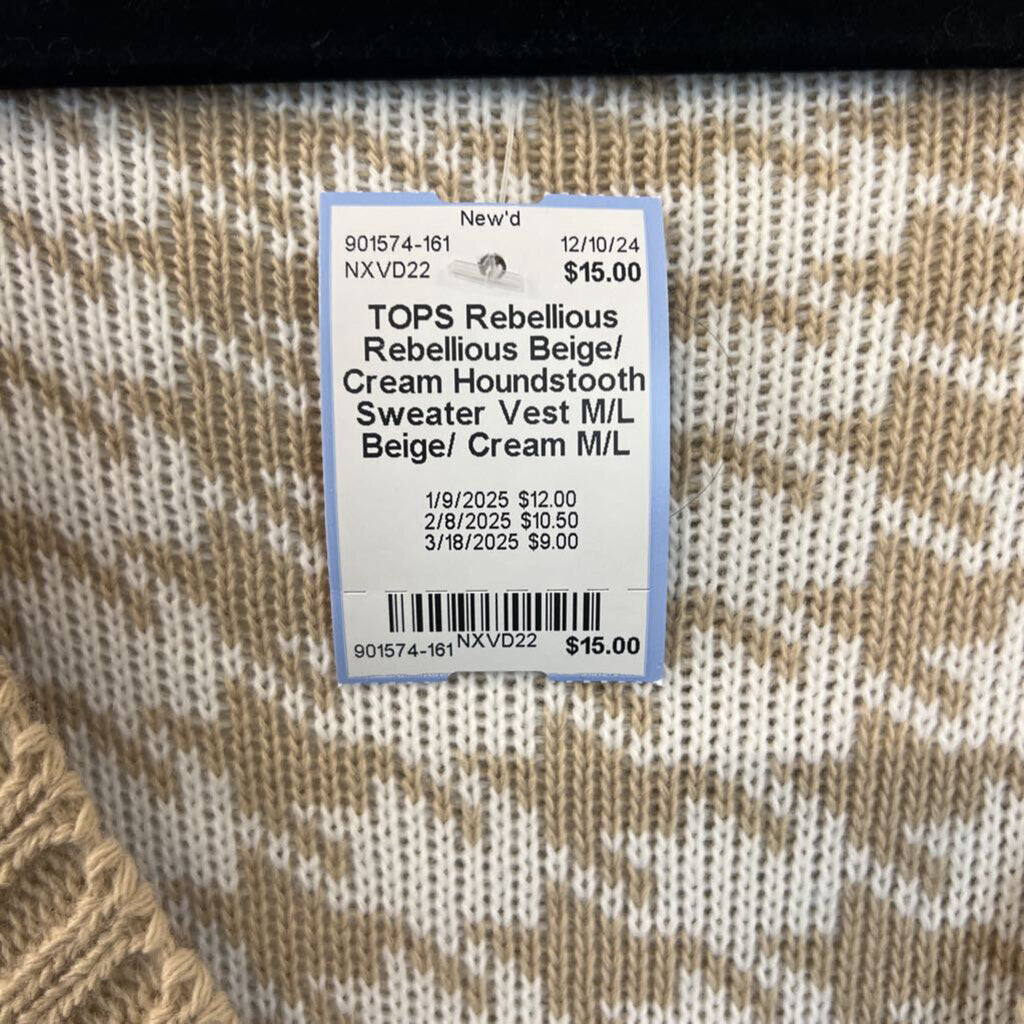 New'd
901574-161 12/10/24
NXVD22 $15.00
TOPS Rebellious
Rebellious Beige/
Cream Houndstooth
Sweater Vest M/L
Beige/ Cream M/L
1/9/2025 $12.00
2/8/2025 $10.50
3/18/2025 $9.00
901574-161 NXVD22 $15.00